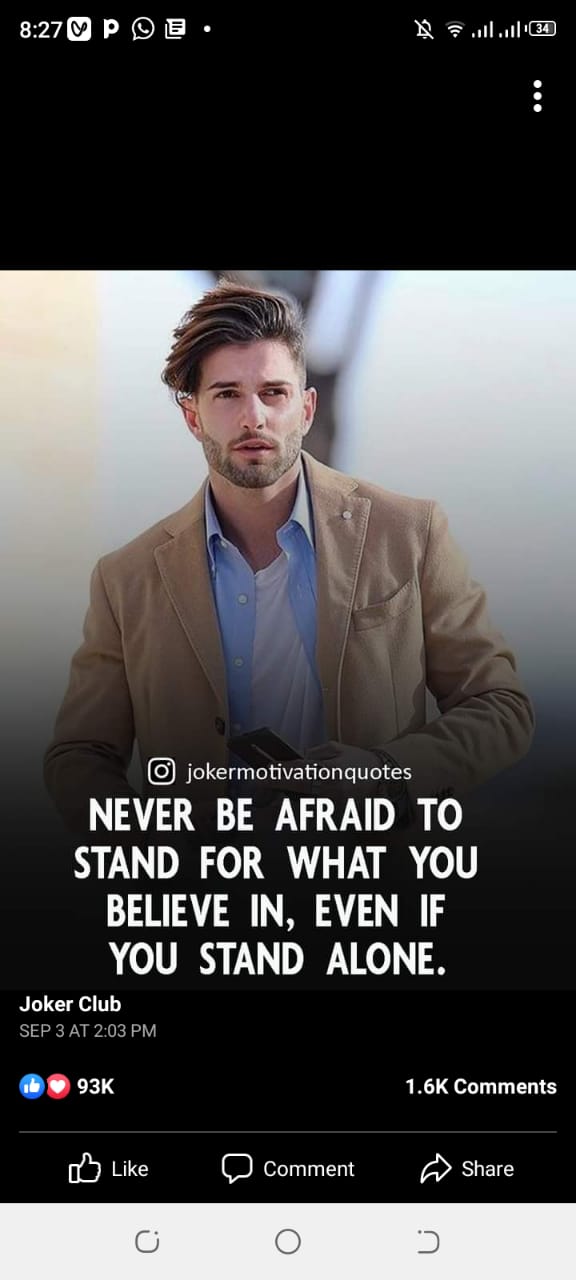 8:27
34
jokermotivationquotes
NEVER BE AFRAID TO
STAND FOR WHAT YOU
BELIEVE IN, EVEN IF
YOU STAND ALONE.
Joker Club
SEP 3 AT 2:03 PM
93K 1.6K Comments
Like Comment Share